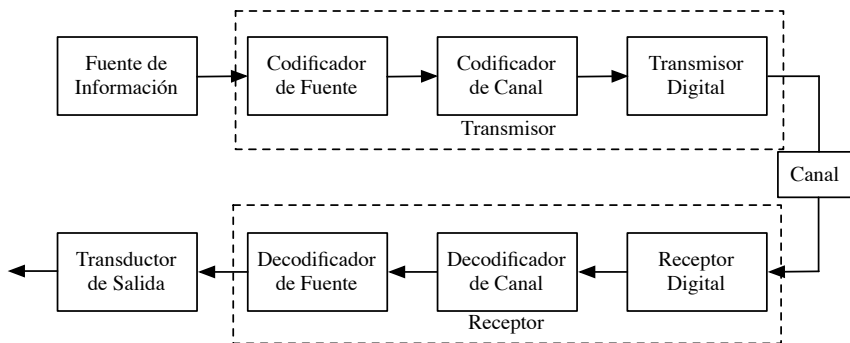 Fuente de
Información
Codificador
de Fuente
Codificador
de Canal
Transmisor
Digital
Transmisor
Canal
Transductor
de Salida
Decodificador
de Fuente
Decodificador
de Canal
Receptor
Digital
Receptor